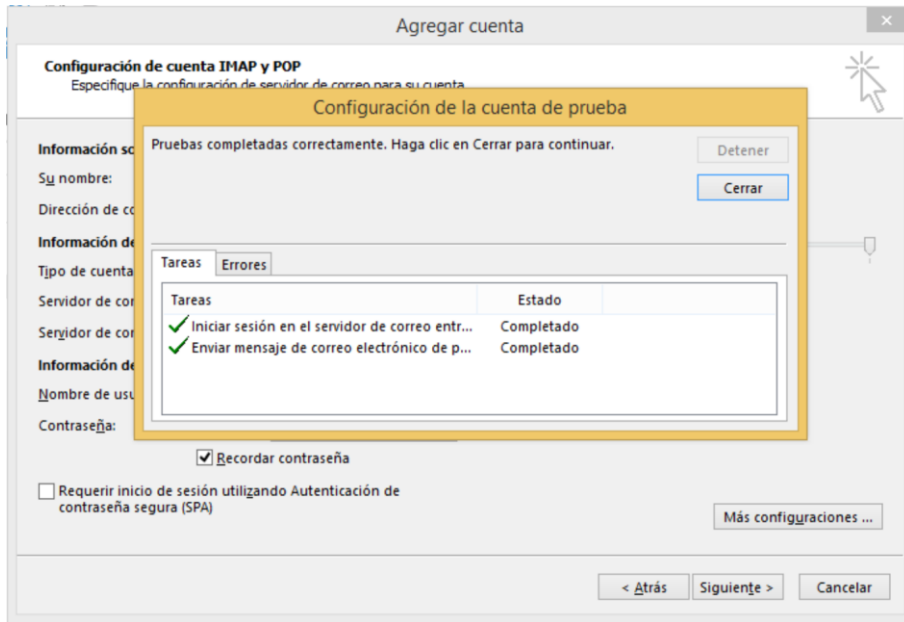 Agregar cuenta
Configuración de cuenta IMAP y POP
Especifique la configuración de servidor de correo para su cuenta
Configuración de la cuenta de prueba
Pruebas completadas correctamente. Haga clic en Cerrar para continuar.
Detener
Cerrar
Información so
Su nombre:
Dirección de co
Información de
Tipo de cuenta
Servidor de cor
Servidor de cor
Información de
Nombre de usu
Contraseña:
Tareas
Errores
Tareas
Estado
Iniciar sesión en el servidor de correo entr...
Completado
Enviar mensaje de correo electrónico de p...
Completado
Recordar contraseña
Requerir inicio de sesión utilizando Autenticación de
contraseña segura (SPA)
Más configuraciones ...
< Atrás
Siguiente >
Cancelar